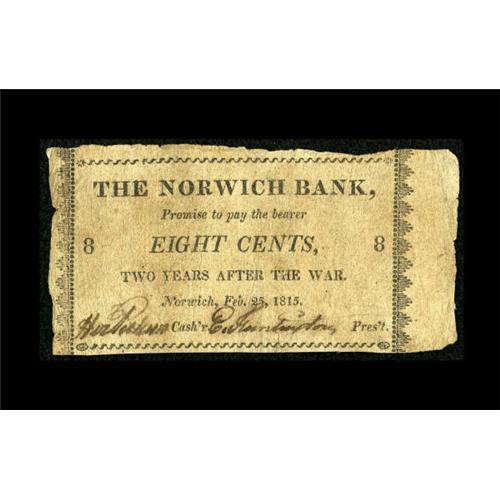 THE NORWICH BANK,
Promise to pay the bearer
8 EIGHT CENTS, 8
TWO YEARS AFTER THE WAR.
Norwich, Feb. 25, 1815.
Cash'r E. Huntington Pres't.